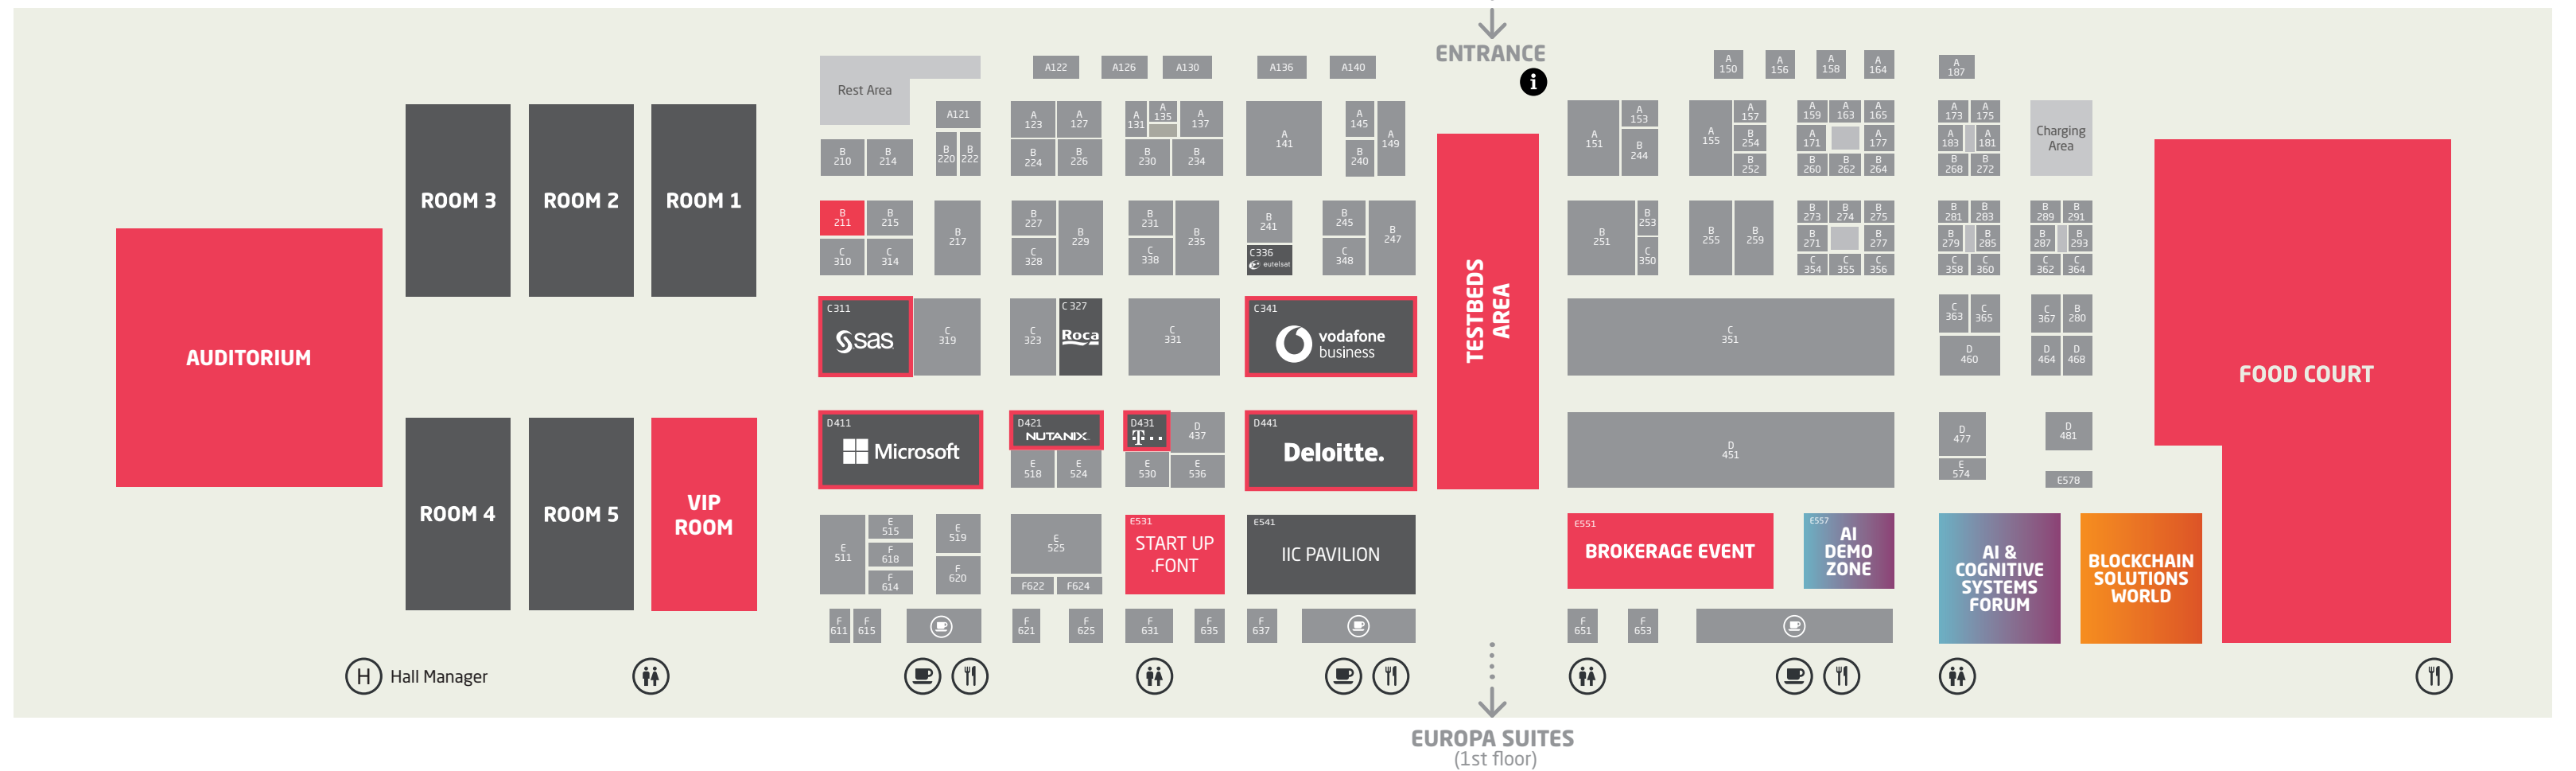 ENTRANCE
i
A122
A126
A130
A136
A140
A
150
A
156
A
158
A
164
A
187
Rest Area
A121
B
210
B
214
B
220
B
222
A
123
A
127
B
224
B
226
A
131
A
135
A
137
B
230
B
234
A
141
A
145
B
240
A
149
A
151
A
153
B
244
A
155
A
157
B
254
B
252
A
159
A
163
A
165
A
171
A
177
B
260
B
262
B
264
A
173
A
175
A
183
A
181
B
268
B
272
Charging
Area
ROOM 3
ROOM 2
ROOM 1
AUDITORIUM
ROOM 4
ROOM 5
VIP
ROOM
B
211
B
215
C
310
C
314
B
217
B
227
C
328
B
229
B
231
C
338
B
235
B
241
C336
eutelsat
B
245
C
348
B
247
TESTBEDS
AREA
B
251
B
253
C
350
B
255
B
259
B
273
B
274
B
275
B
271
B
277
C
354
C
355
C
356
B
281
B
283
B
279
B
285
C
358
C
360
B
289
B
291
B
287
B
293
C
362
C
364
C311
sas
C
319
C
323
C327
Roca
C
331
C341
vodafone
business
C
351
C
363
C
365
D
460
C
367
B
280
D
464
D
468
FOOD COURT
D411
Microsoft
D421
NUTANIX
E
518
E
524
D431
T
D
437
E
530
E
536
D441
Deloitte.
D
451
D
477
E
574
D
481
E578
E
511
E
515
F
618
F
614
E
519
F
620
E
525
F622
F624
E531
START UP
.FONT
E541
IIC PAVILION
E551
BROKERAGE EVENT
E557
AI
DEMO
ZONE
AI &
COGNITIVE
SYSTEMS
FORUM
BLOCKCHAIN
SOLUTIONS
WORLD
F
611
F
615
F
621
F
625
F
631
F
635
F
637
F
651
F
653
H Hall Manager
EUROPA SUITES
(1st floor)